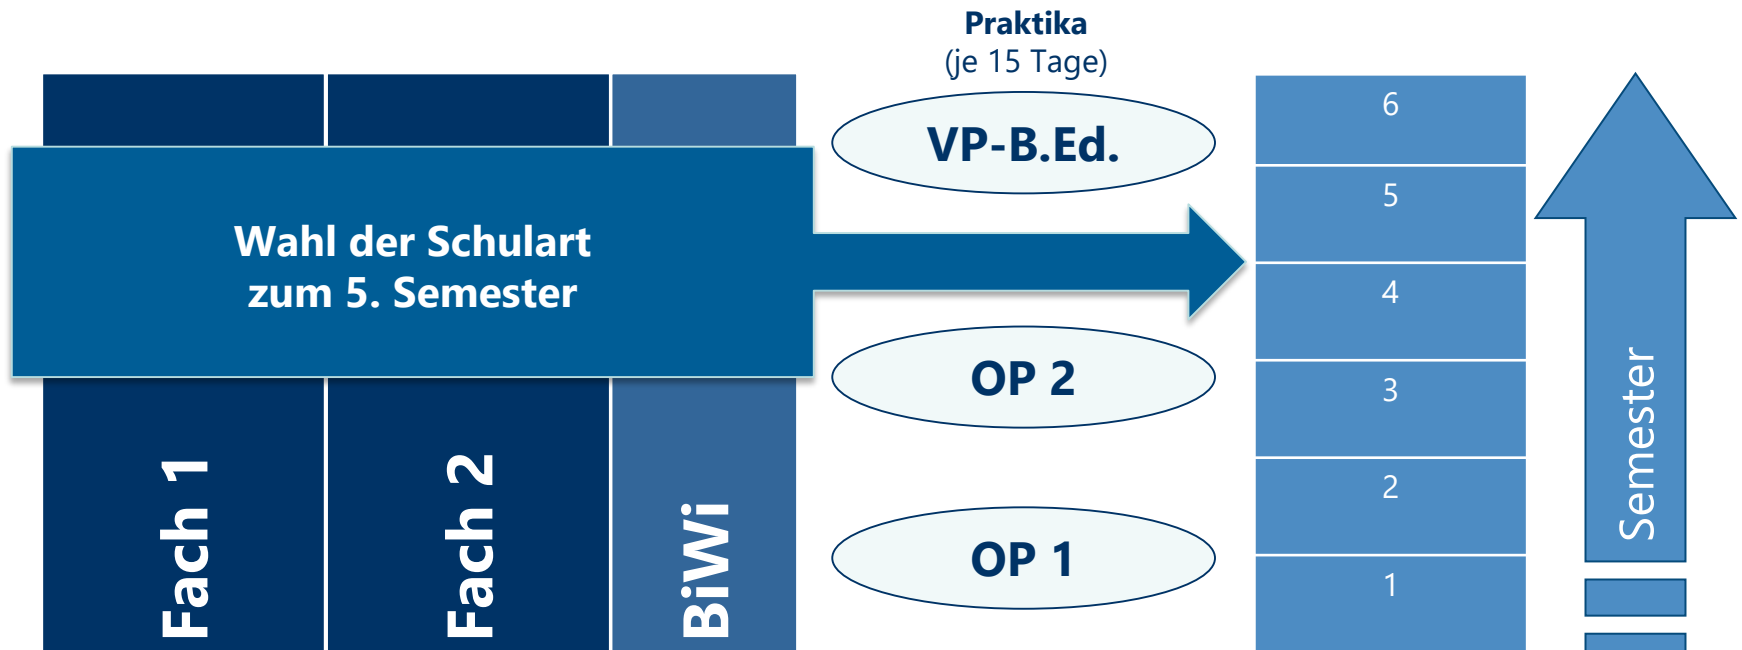 Praktika
(je 15 Tage)
VP-B.Ed.
Wahl der Schulart
zum 5. Semester
OP 2
OP 1
Fach 1
Fach 2
BiWi
6
5
4
3
2
1
Semester